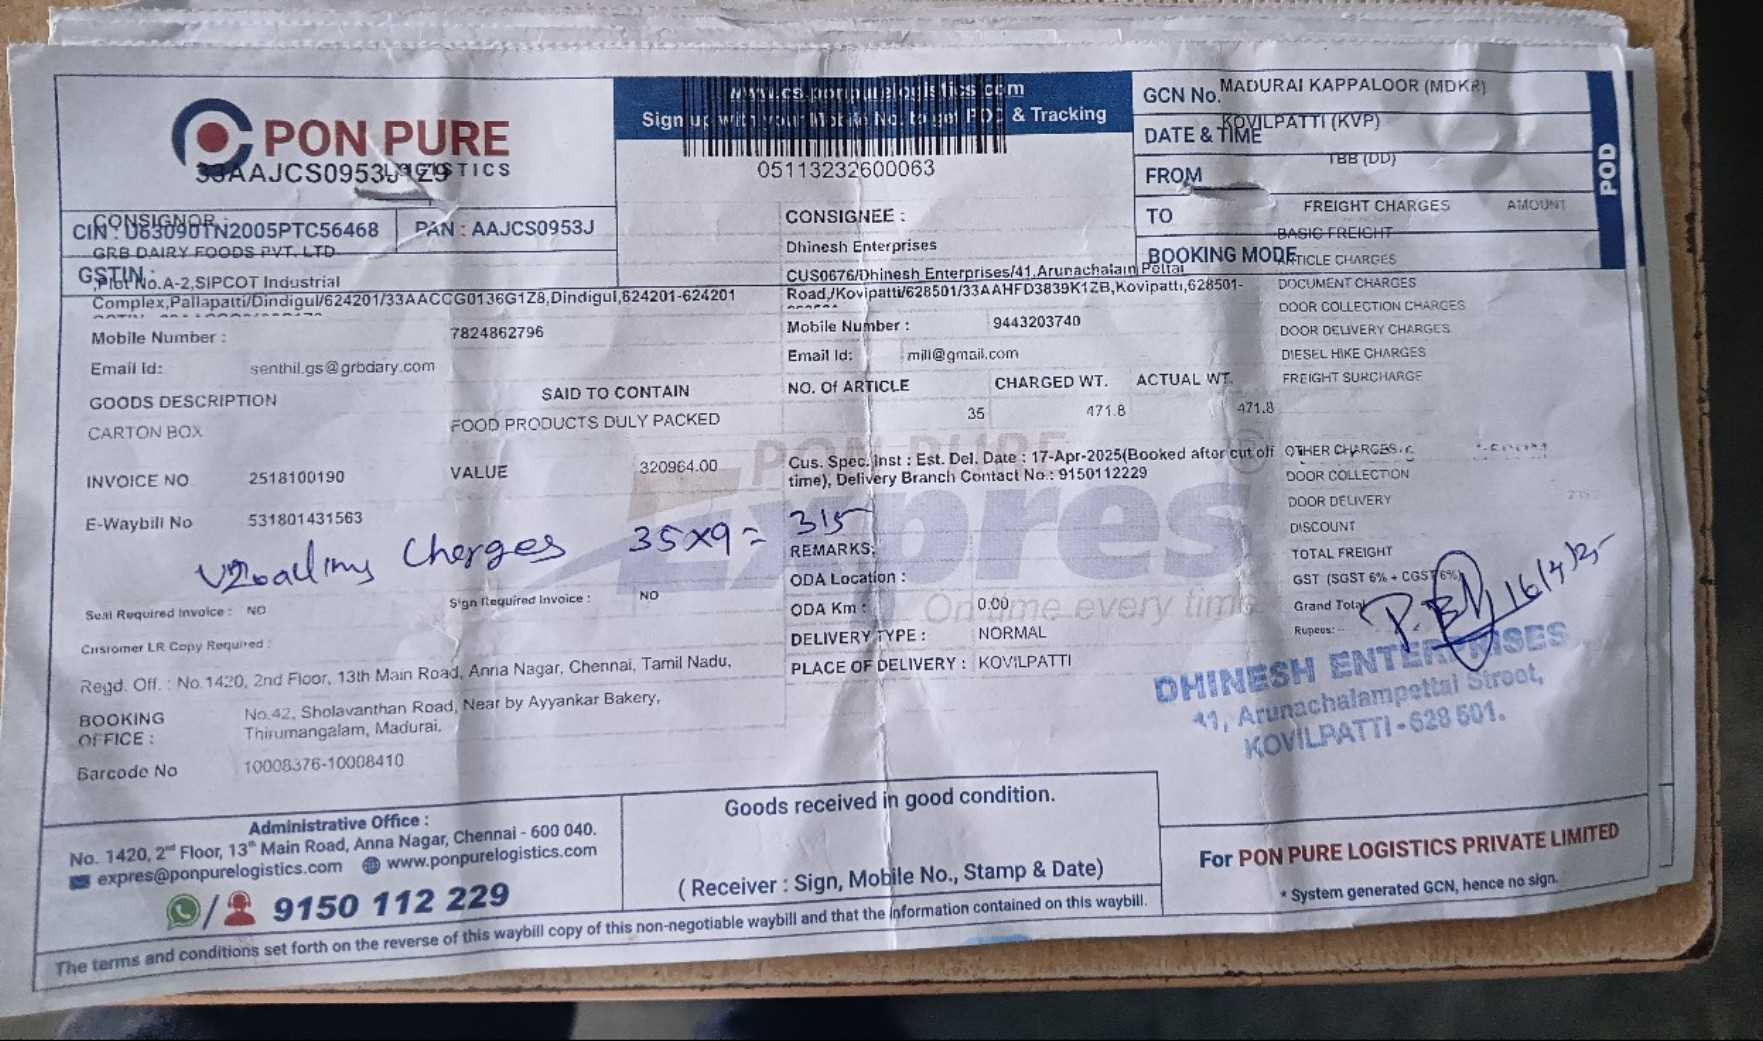 PON PURE
LOGISTICS
33AAJCS0953J1Z9
CIN : U63090TN2005PTC56468
PAN : AAJCS0953J
GSTIN :
www.cs.ponpurelogistics.com
Sign up with your Mobile No. to get POD & Tracking
05113232600063
GCN No.
MADURAI KAPPALOOR (MDKR)
DATE & TIME
KOVILPATTI (KVP)
FROM
TBB (DD)
TO
BOOKING MODE
POD
CONSIGNOR :
GRB DAIRY FOODS PVT. LTD
Plot No.A-2,SIPCOT Industrial
Complex,Pallapatti/Dindigul/624201/33AACCG0136G1Z8,Dindigul,624201-624201
Mobile Number : 7824862796
Email Id: senthil.gs@grbdary.com
GOODS DESCRIPTION
SAID TO CONTAIN
CARTON BOX
FOOD PRODUCTS DULY PACKED
INVOICE NO 2518100190
VALUE 320964.00
E-Waybill No 531801431563
Unloading Cherges 35x9= 315
Seal Required Invoice : NO
Sign Required Invoice : NO
Customer LR Copy Required :
Regd. Off. : No.1420, 2nd Floor, 13th Main Road, Anna Nagar, Chennai, Tamil Nadu,
BOOKING OFFICE :
No.42, Sholavanthan Road, Near by Ayyankar Bakery,
Thirumangalam, Madurai.
Barcode No 10008376-10008410
CONSIGNEE :
Dhinesh Enterprises
CUS0676/Dhinesh Enterprises/41,Arunachalam Pettai
Road,/Kovipatti/628501/33AAHFD3839K1ZB,Kovipatti,628501-
Mobile Number : 9443203740
Email Id: mill@gmail.com
NO. Of ARTICLE CHARGED WT. ACTUAL WT.
35 471.8 471.8
Cus. Spec. Inst : Est. Del. Date : 17-Apr-2025(Booked after cut off
time), Delivery Branch Contact No.: 9150112229
PON PURE
Expres
On time every time
REMARKS:
ODA Location :
ODA Km : 0.00
DELIVERY TYPE : NORMAL
PLACE OF DELIVERY : KOVILPATTI
FREIGHT CHARGES AMOUNT
BASIC FREIGHT
ARTICLE CHARGES
DOCUMENT CHARGES
DOOR COLLECTION CHARGES
DOOR DELIVERY CHARGES
DIESEL HIKE CHARGES
FREIGHT SURCHARGE
OTHER CHARGES
DOOR COLLECTION
DOOR DELIVERY
DISCOUNT
TOTAL FREIGHT
GST (SGST 6% + CGST 6%)
Grand Total
Rupees:
16/4/25
DHINESH ENTERPRISES
41, Arunachalampettai Street,
KOVILPATTI - 628 501.
Administrative Office :
No. 1420, 2nd Floor, 13th Main Road, Anna Nagar, Chennai - 600 040.
expres@ponpurelogistics.com www.ponpurelogistics.com
9150 112 229
Goods received in good condition.
( Receiver : Sign, Mobile No., Stamp & Date)
For PON PURE LOGISTICS PRIVATE LIMITED
* System generated GCN, hence no sign.
The terms and conditions set forth on the reverse of this waybill copy of this non-negotiable waybill and that the information contained on this waybill.